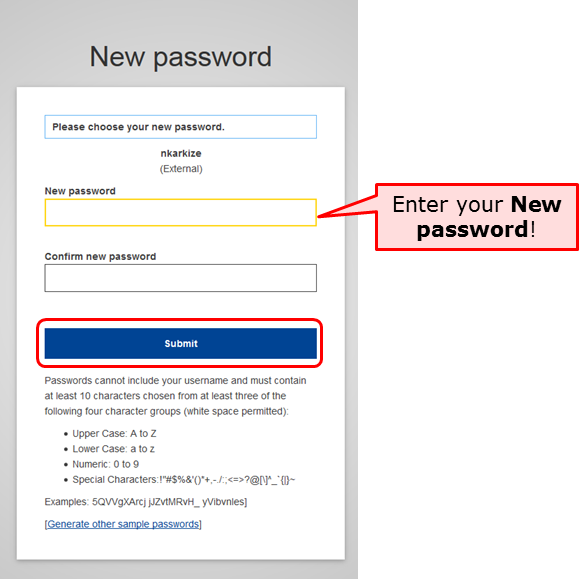 New password
Please choose your new password.
nkarkize
(External)
New password
Enter your New
password!
Confirm new password
Submit
Passwords cannot include your username and must contain
at least 10 characters chosen from at least three of the
following four character groups (white space permitted):
• Upper Case: A to Z
• Lower Case: a to z
• Numeric: 0 to 9
• Special Characters:!"#$%&'()*+,-./:;<=>?@[\]^_`{|}~
Examples: 5QVVgXArcj jJZvtMRvH_ yVibvnles]
[Generate other sample passwords]